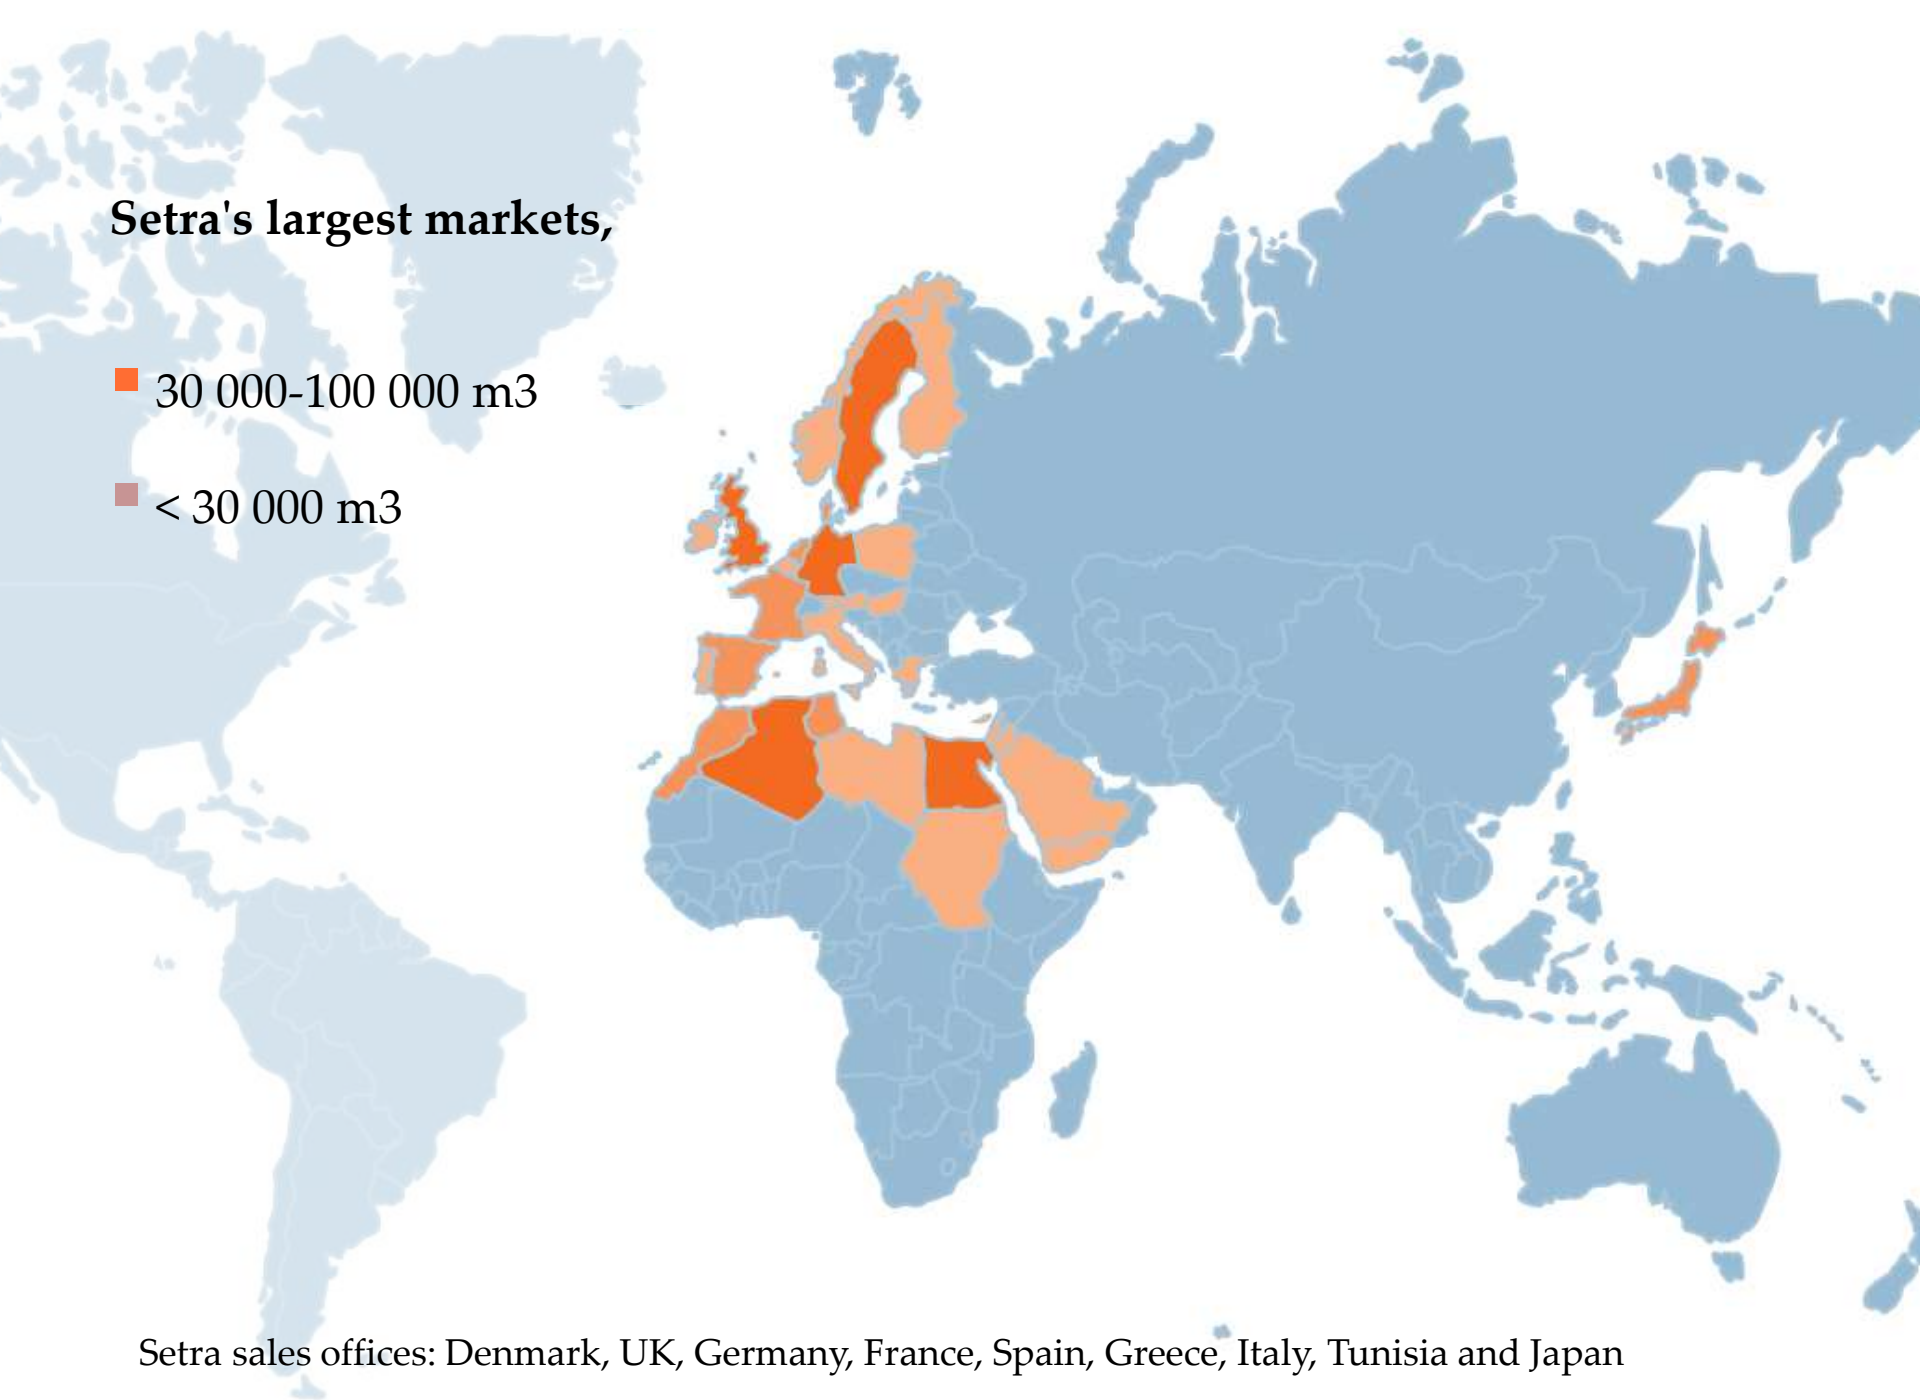 Setra's largest markets,
30 000-100 000 m3
< 30 000 m3
Setra sales offices: Denmark, UK, Germany, France, Spain, Greece, Italy, Tunisia and Japan